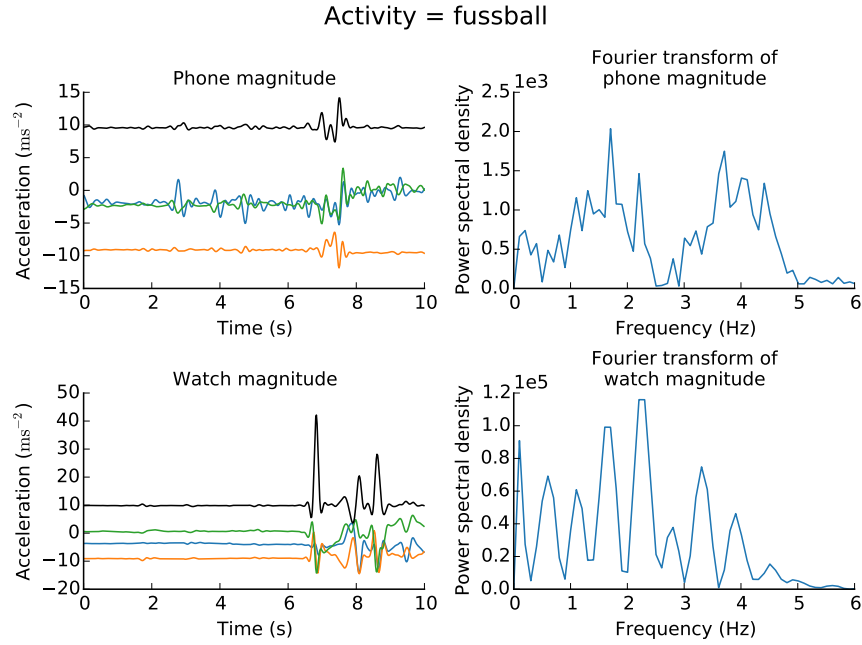 Activity = fussball
Phone magnitude
Acceleration (ms⁻²)
15
10
5
0
−5
−10
−15
0 2 4 6 8 10
Time (s)
Fourier transform of
phone magnitude
1e3
Power spectral density
2.5
2.0
1.5
1.0
0.5
0.0
0 1 2 3 4 5 6
Frequency (Hz)
Watch magnitude
Acceleration (ms⁻²)
50
40
30
20
10
0
−10
−20
0 2 4 6 8 10
Time (s)
Fourier transform of
watch magnitude
1e5
Power spectral density
1.2
1.0
0.8
0.6
0.4
0.2
0.0
0 1 2 3 4 5 6
Frequency (Hz)